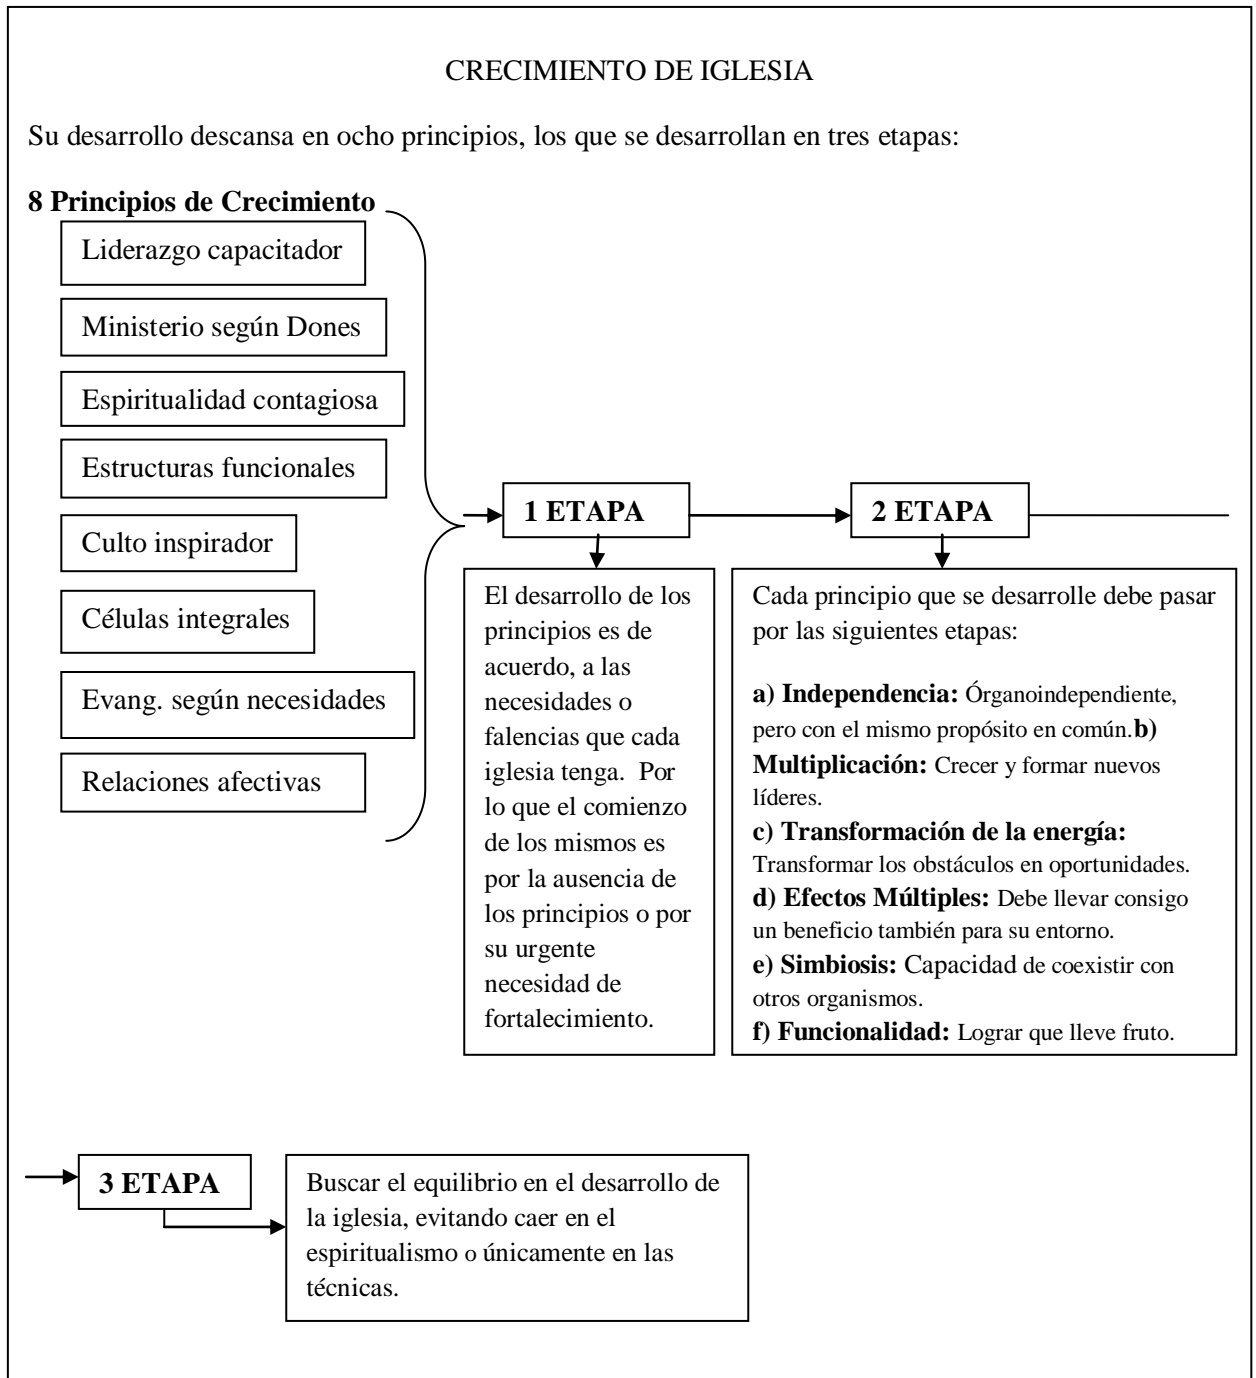 CRECIMIENTO DE IGLESIA
Su desarrollo descansa en ocho principios, los que se desarrollan en tres etapas:
8 Principios de Crecimiento
Liderazgo capacitador
Ministerio según Dones
Espiritualidad contagiosa
Estructuras funcionales
Culto inspirador
Células integrales
Evang. según necesidades
Relaciones afectivas
1 ETAPA
El desarrollo de los
principios es de
acuerdo, a las
necesidades o
falencias que cada
iglesia tenga. Por
lo que el comienzo
de los mismos es
por la ausencia de
los principios o por
su urgente
necesidad de
fortalecimiento.
2 ETAPA
Cada principio que se desarrolle debe pasar
por las siguientes etapas:
a) Independencia: Órganoindependiente,
pero con el mismo propósito en común.b)
Multiplicación: Crecer y formar nuevos
líderes.
c) Transformación de la energía:
Transformar los obstáculos en oportunidades.
d) Efectos Múltiples: Debe llevar consigo
un beneficio también para su entorno.
e) Simbiosis: Capacidad de coexistir con
otros organismos.
f) Funcionalidad: Lograr que lleve fruto.
3 ETAPA
Buscar el equilibrio en el desarrollo de
la iglesia, evitando caer en el
espiritualismo o únicamente en las
técnicas.